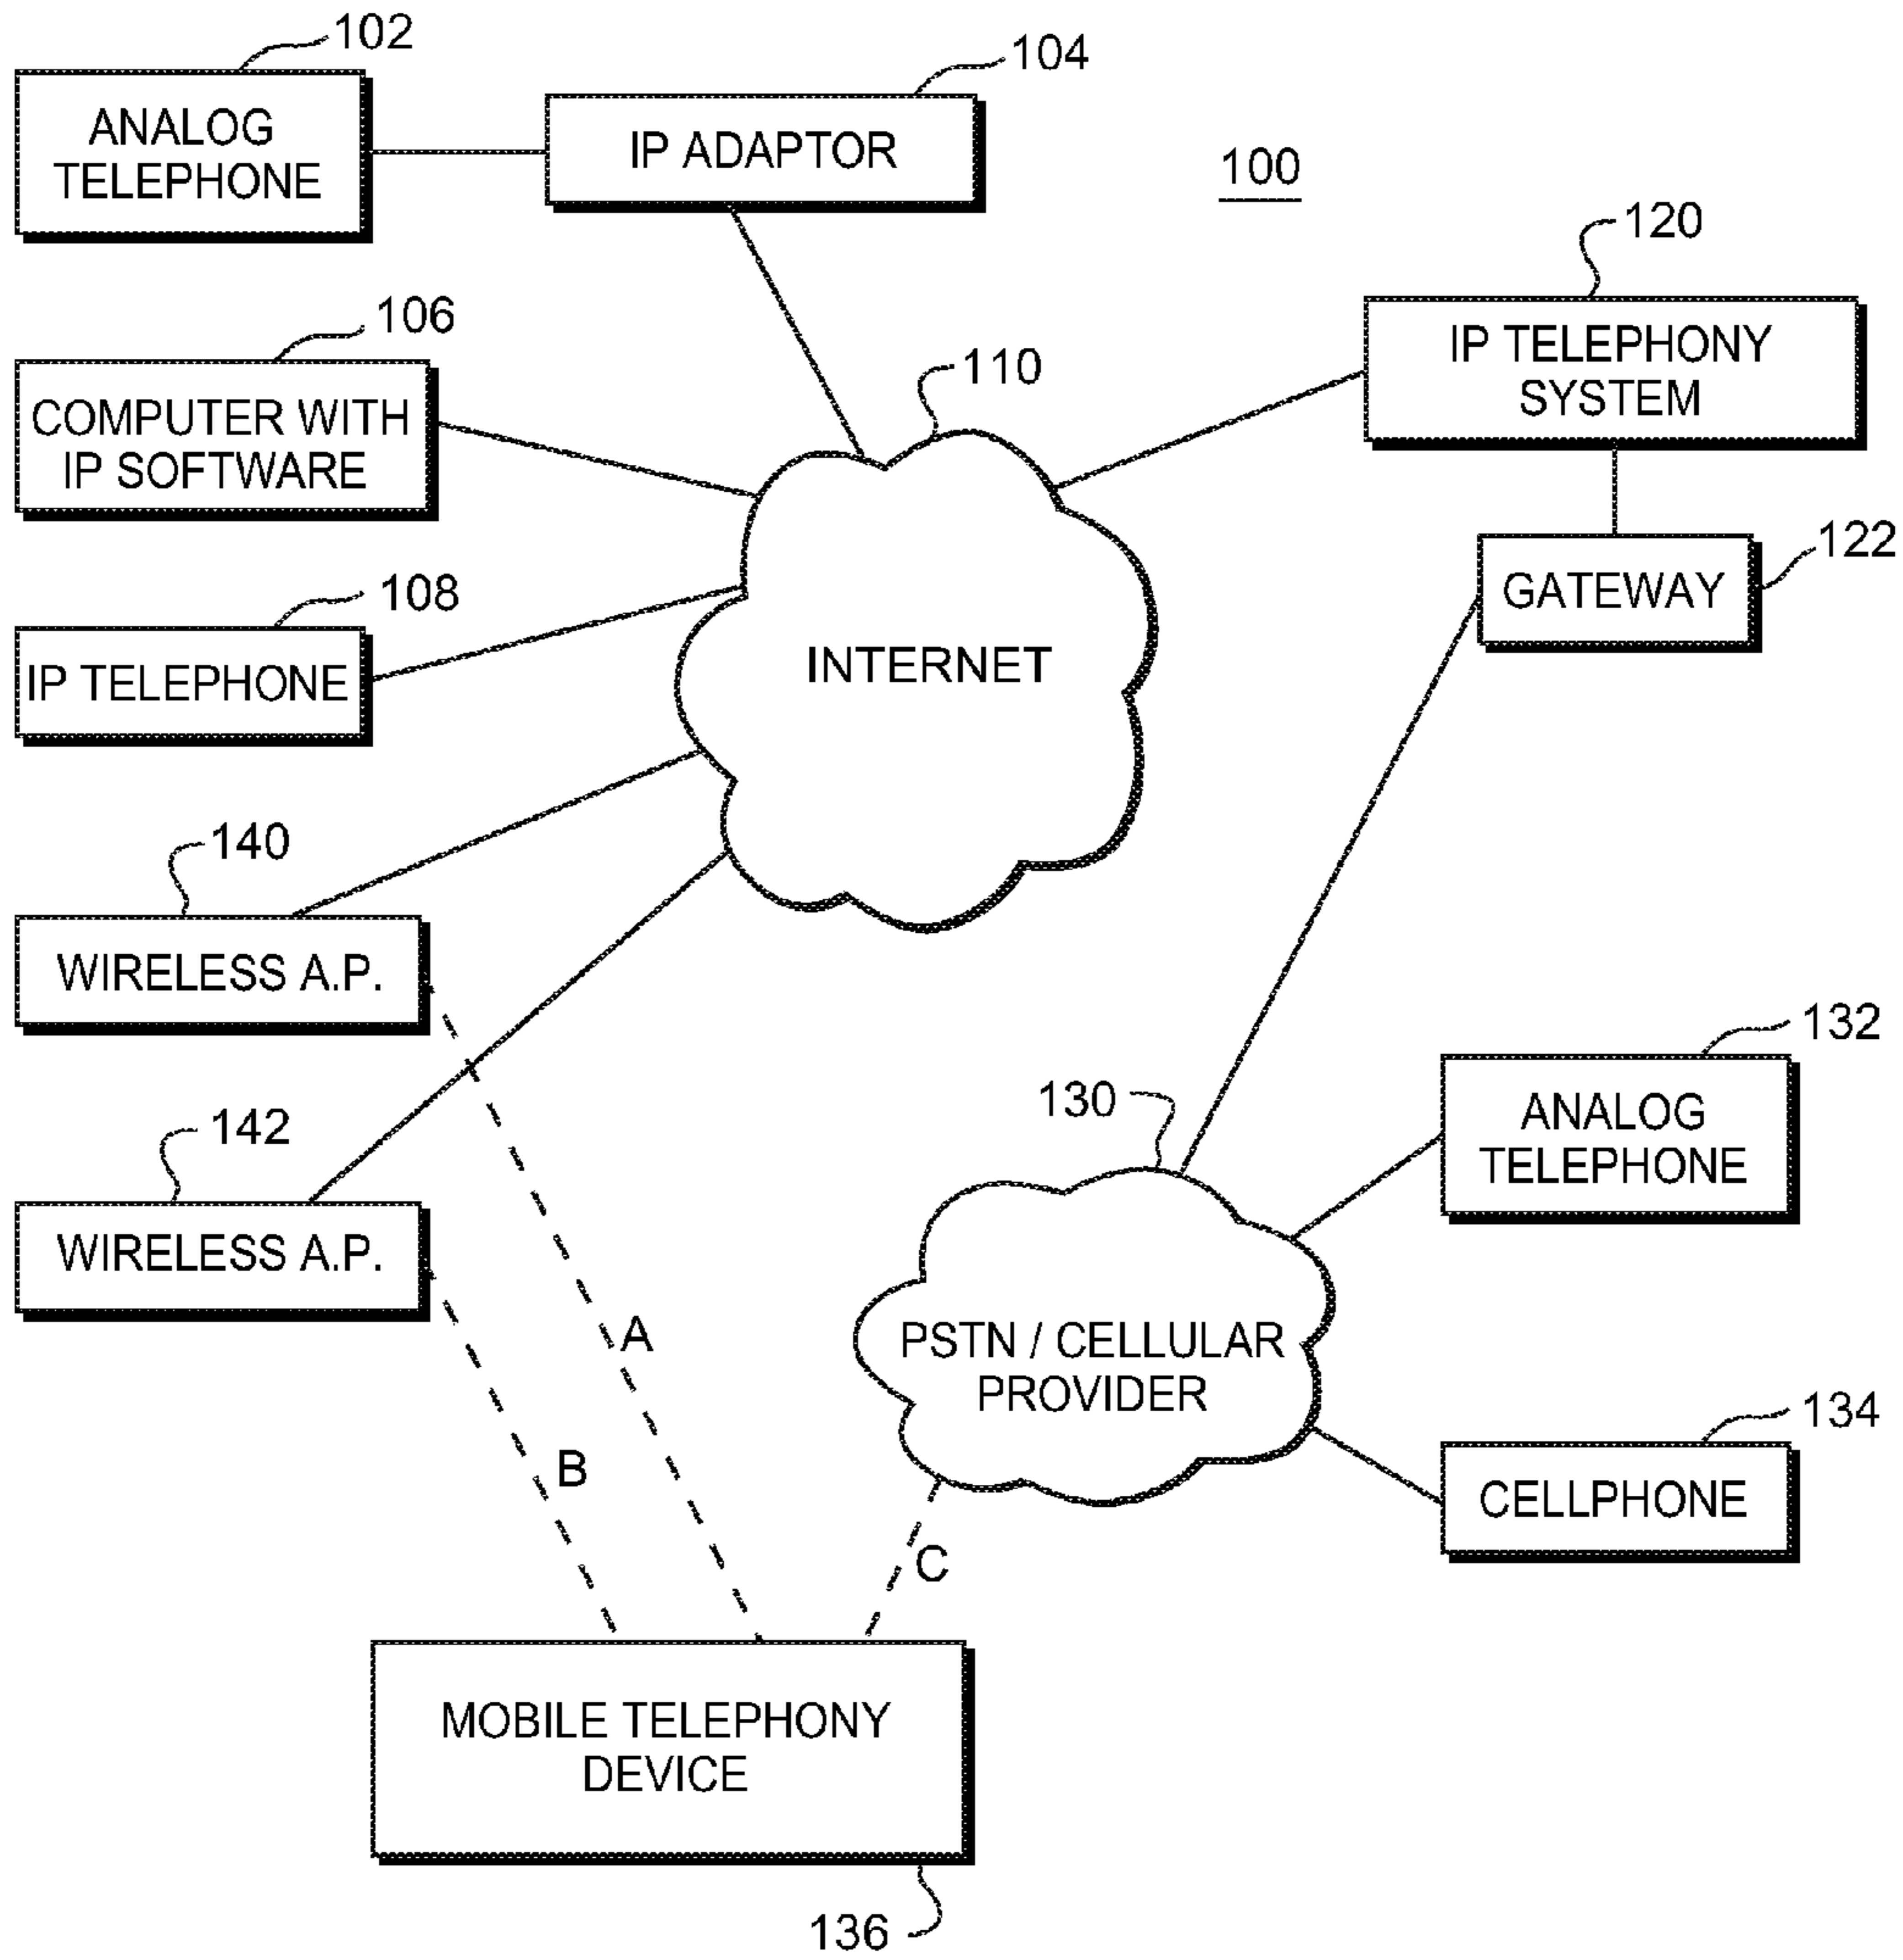 102
ANALOG
TELEPHONE
104
IP ADAPTOR
100
120
IP TELEPHONY
SYSTEM
106
COMPUTER WITH
IP SOFTWARE
110
INTERNET
122
GATEWAY
108
IP TELEPHONE
140
WIRELESS A.P.
142
WIRELESS A.P.
130
PSTN / CELLULAR
PROVIDER
132
ANALOG
TELEPHONE
134
CELLPHONE
A
B
C
MOBILE TELEPHONY
DEVICE
136